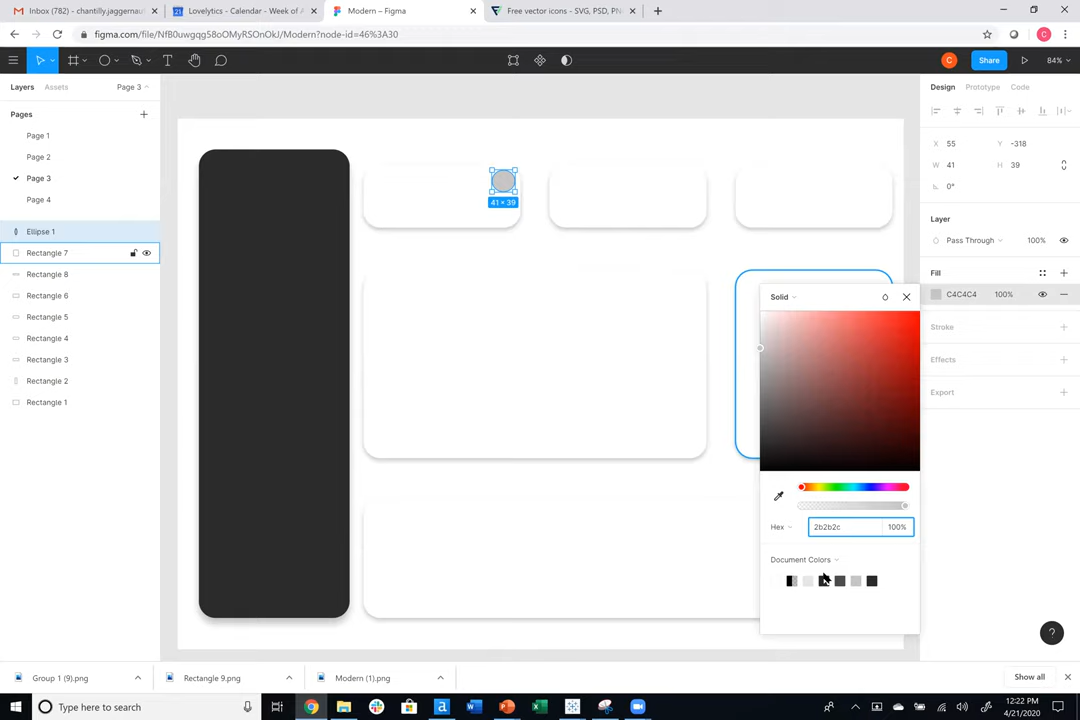 Inbox (782) - chantilly.jaggernau
Lovelytics - Calendar - Week of A
Modern – Figma
Free vector icons - SVG, PSD, PN
figma.com/file/NfB0uwgqg58oOMyRSOnOkJ/Modern?node-id=46%3A30
C
C
Share
84%
Layers
Assets
Page 3
Design
Prototype
Code
Pages
Page 1
Page 2
Page 3
Page 4
X 55 Y -318
W 41 H 39
0°
41 × 39
Ellipse 1
Rectangle 7
Rectangle 8
Rectangle 6
Rectangle 5
Rectangle 4
Rectangle 3
Rectangle 2
Rectangle 1
Layer
Pass Through 100%
Fill
C4C4C4 100%
Stroke
Effects
Export
Solid
Hex 2b2b2c 100%
Document Colors
?
Group 1 (9).png
Rectangle 9.png
Modern (1).png
Show all
Type here to search
12:22 PM
4/21/2020